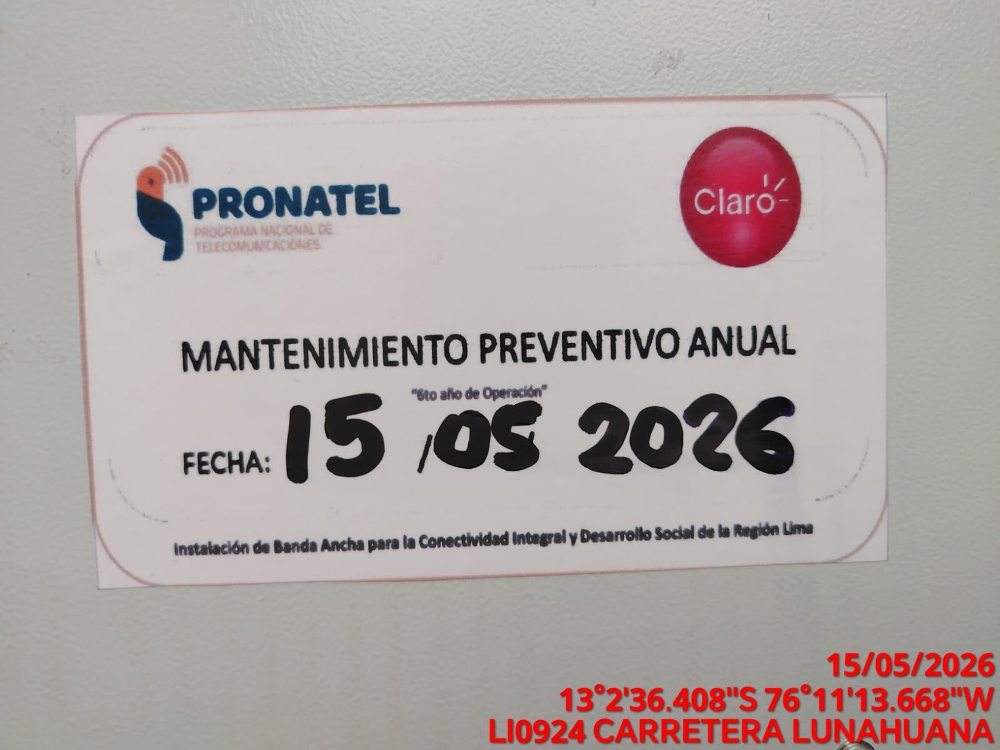 PRONATEL
PROGRAMA NACIONAL DE
TELECOMUNICACIONES
Claro
MANTENIMIENTO PREVENTIVO ANUAL
"6to año de Operación"
FECHA: 15 /05 2026
Instalación de Banda Ancha para la Conectividad Integral y Desarrollo Social de la Región Lima
15/05/2026
13°2'36.408"S 76°11'13.668"W
LI0924 CARRETERA LUNAHUANA